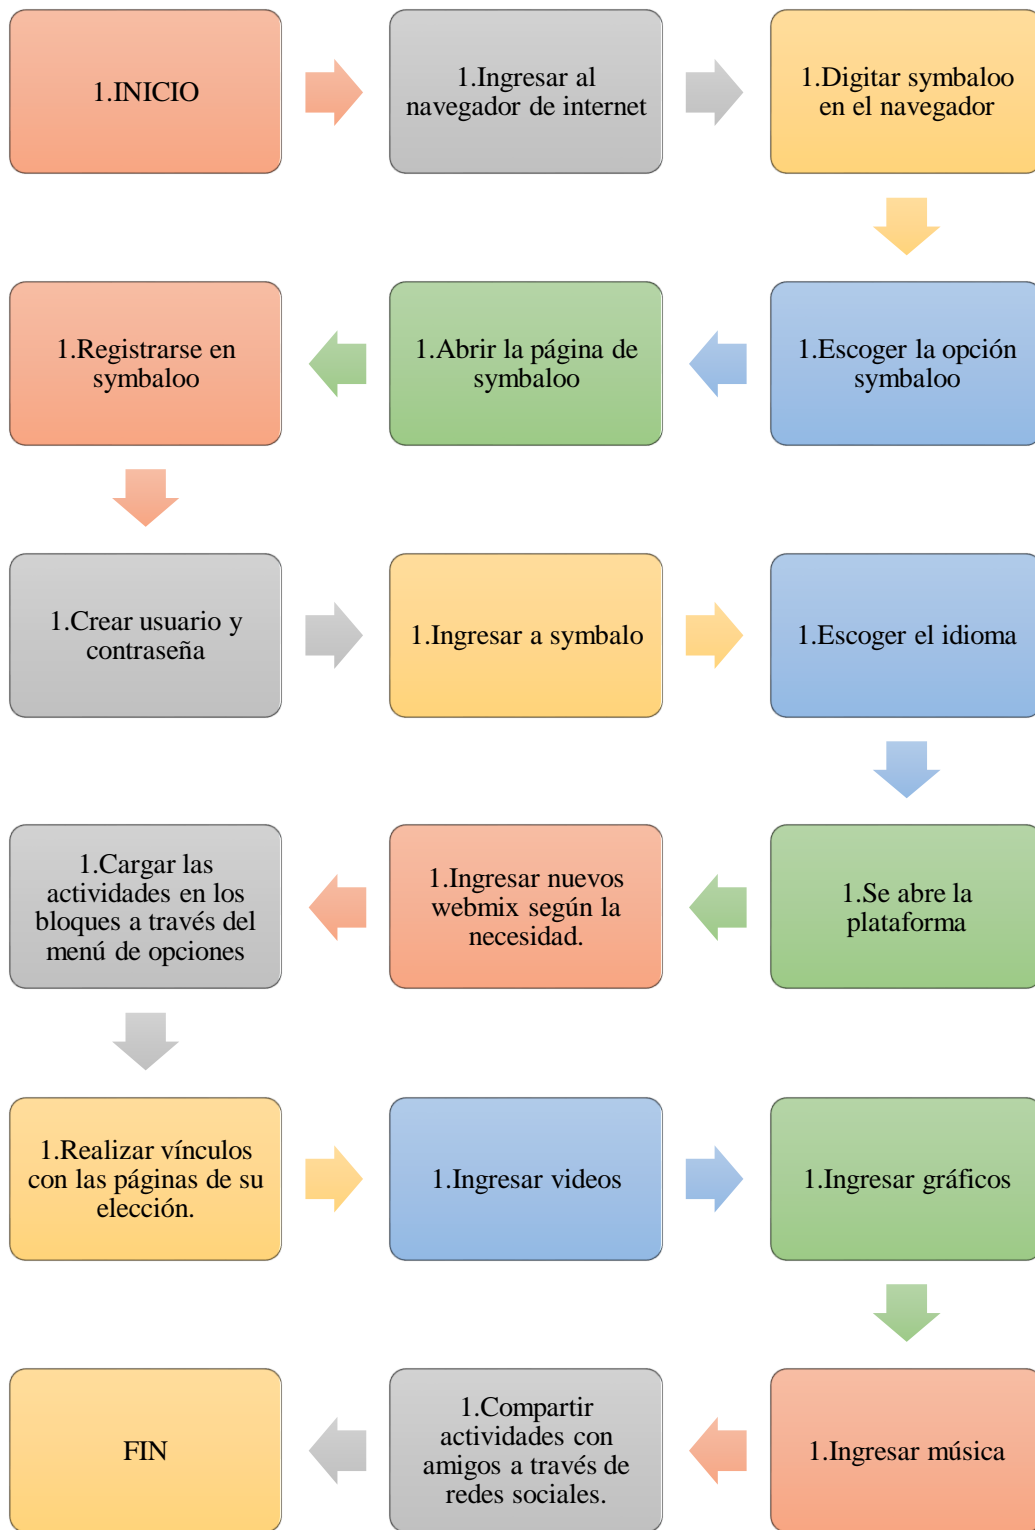 1.INICIO
1.Ingresar al
navegador de internet
1.Digitar symbaloo
en el navegador
1.Escoger la opción
symbaloo
1.Abrir la página de
symbaloo
1.Registrarse en
symbaloo
1.Crear usuario y
contraseña
1.Ingresar a symbalo
1.Escoger el idioma
1.Se abre la
plataforma
1.Ingresar nuevos
webmix según la
necesidad.
1.Cargar las
actividades en los
bloques a través del
menú de opciones
1.Realizar vínculos
con las páginas de su
elección.
1.Ingresar videos
1.Ingresar gráficos
1.Ingresar música
1.Compartir
actividades con
amigos a través de
redes sociales.
FIN